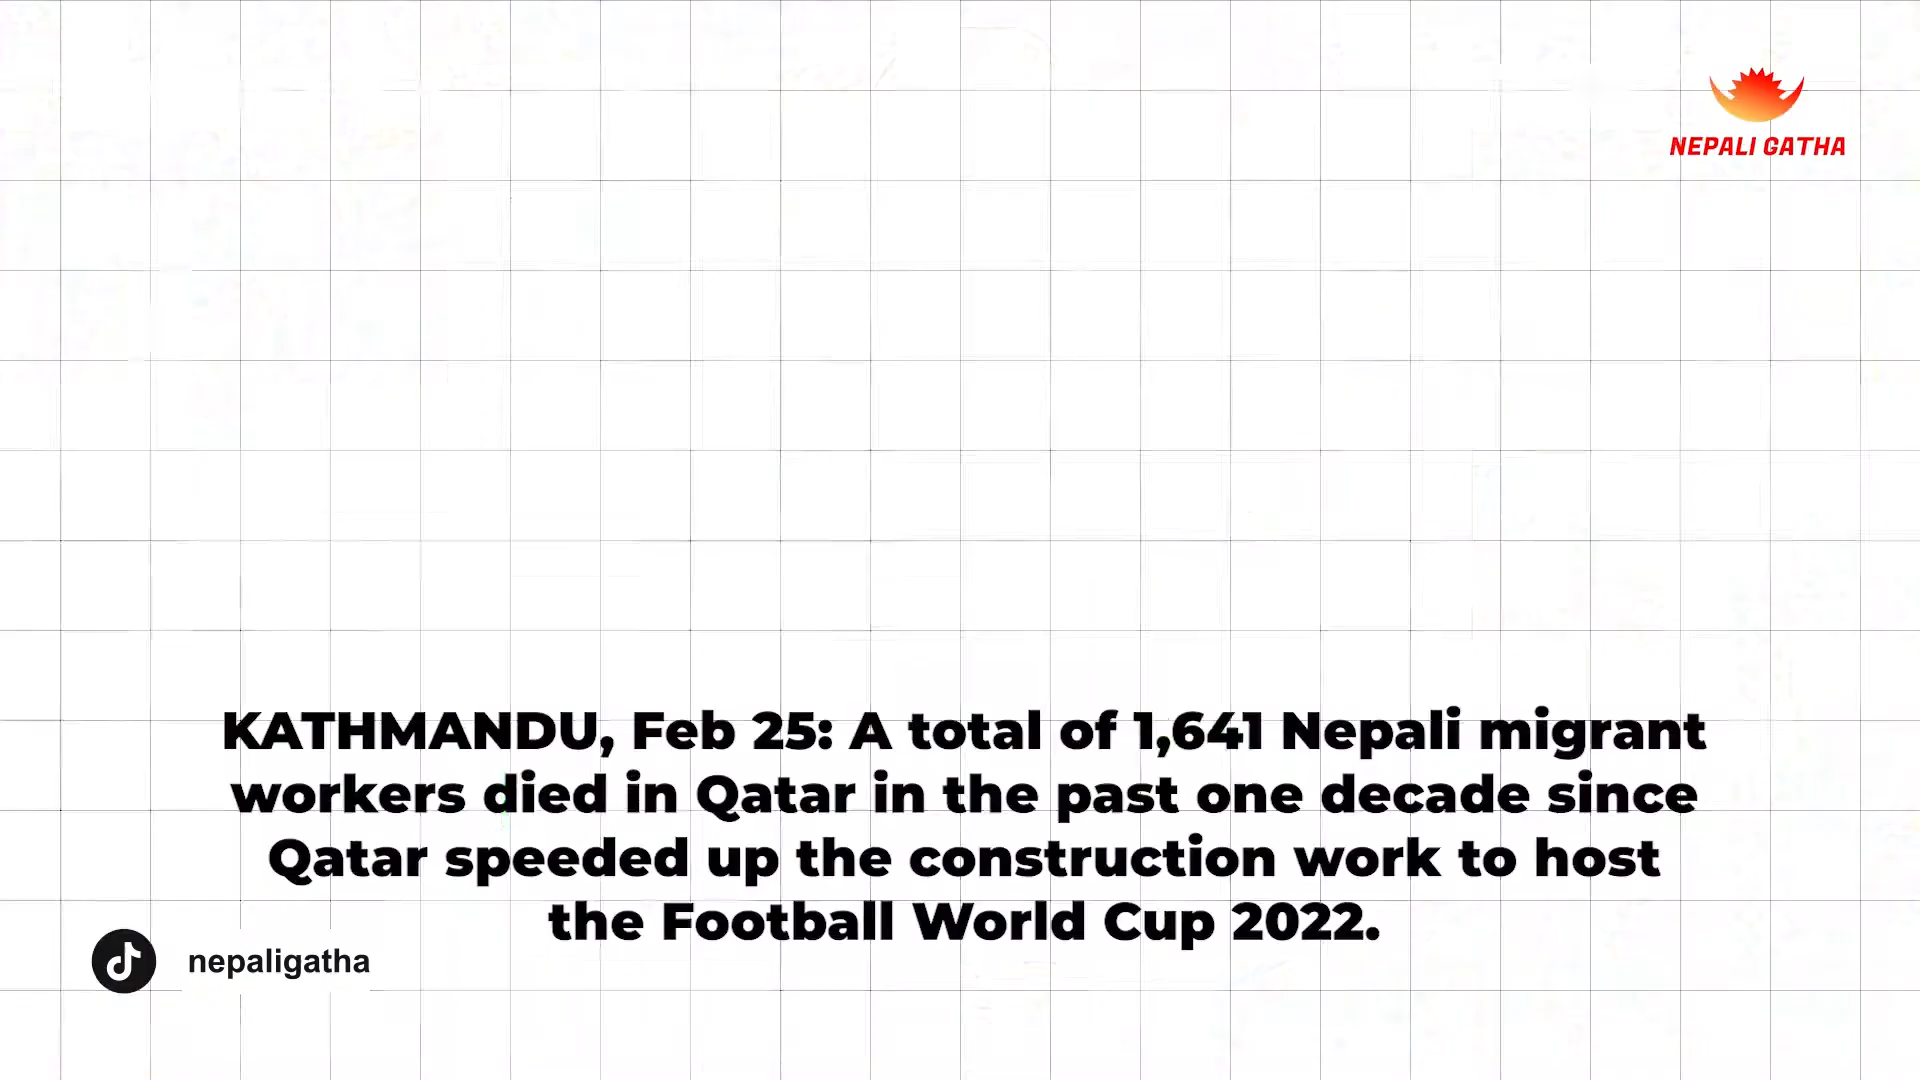 NEPALI GATHA
KATHMANDU, Feb 25: A total of 1,641 Nepali migrant
workers died in Qatar in the past one decade since
Qatar speeded up the construction work to host
the Football World Cup 2022.
nepaligatha